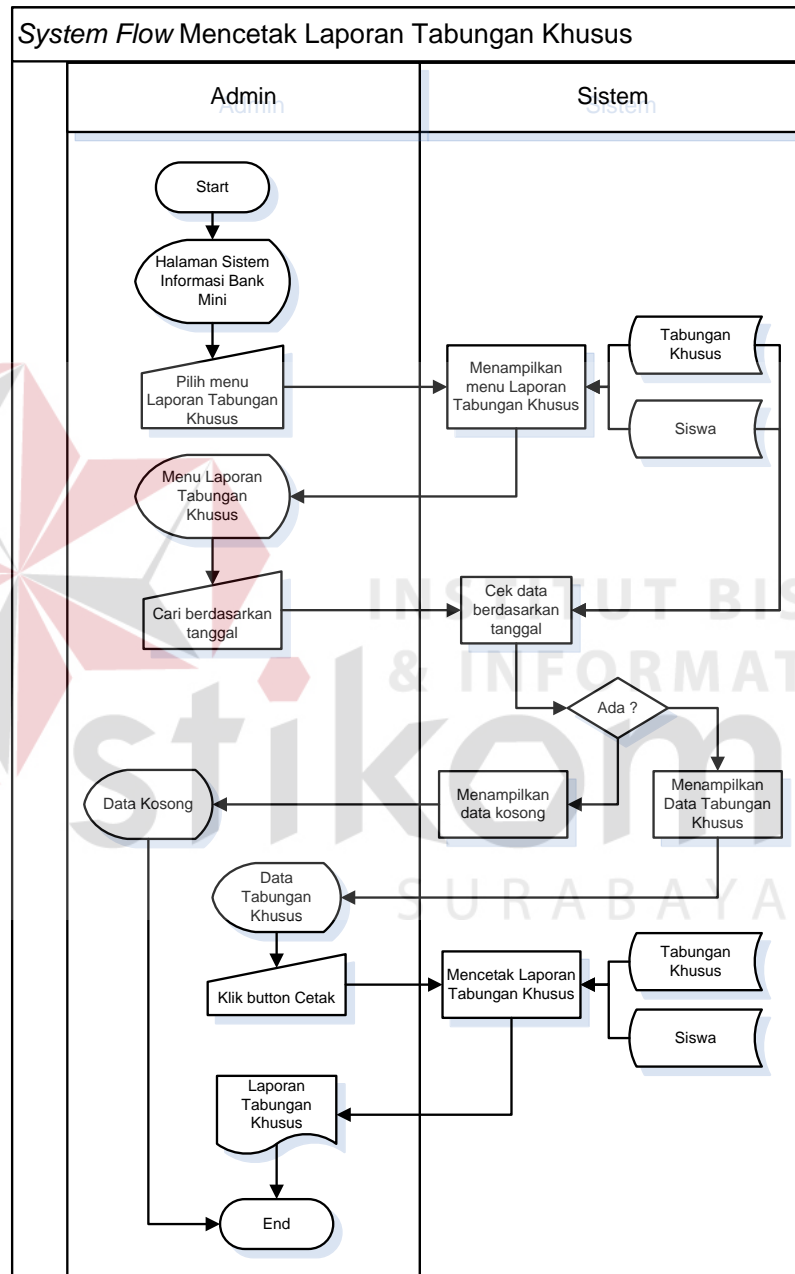 System Flow Mencetak Laporan Tabungan Khusus
Admin
Sistem
Start
Halaman Sistem
Informasi Bank
Mini
Pilih menu
Laporan Tabungan
Khusus
Menampilkan
menu Laporan
Tabungan Khusus
Tabungan
Khusus
Siswa
Menu Laporan
Tabungan
Khusus
Cari berdasarkan
tanggal
Cek data
berdasarkan
tanggal
INSTITUT BIS
& INFORMAT
stikom
SURABAYA
Ada ?
Data Kosong
Menampilkan
data kosong
Menampilkan
Data Tabungan
Khusus
Data
Tabungan
Khusus
Klik button Cetak
Mencetak Laporan
Tabungan Khusus
Tabungan
Khusus
Siswa
Laporan
Tabungan
Khusus
End